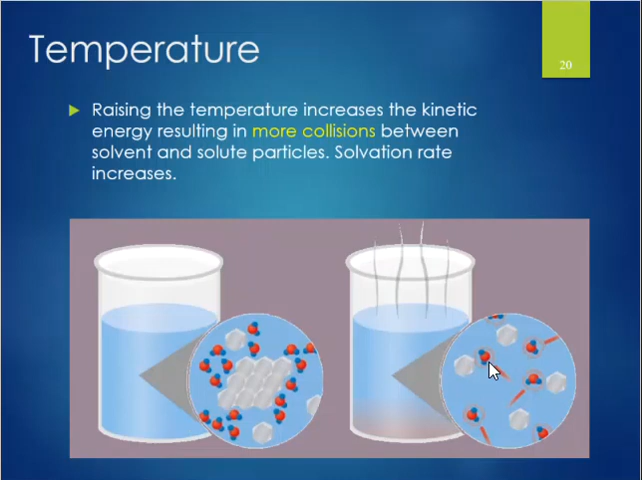 Temperature
20
Raising the temperature increases the kinetic
energy resulting in more collisions between
solvent and solute particles. Solvation rate
increases.